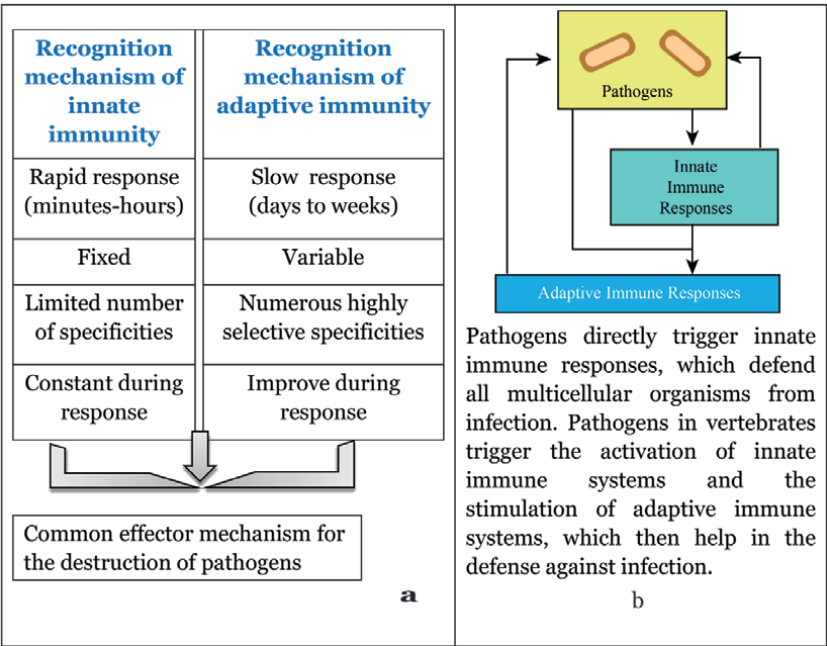 Recognition
mechanism of
innate
immunity
Recognition
mechanism of
adaptive immunity
Rapid response
(minutes-hours)
Slow response
(days to weeks)
Fixed
Variable
Limited number
of specificities
Numerous highly
selective specificities
Constant during
response
Improve during
response
Common effector mechanism for
the destruction of pathogens
a
Pathogens
Innate
Immune
Responses
Adaptive Immune Responses
Pathogens directly trigger innate
immune responses, which defend
all multicellular organisms from
infection. Pathogens in vertebrates
trigger the activation of innate
immune systems and the
stimulation of adaptive immune
systems, which then help in the
defense against infection.
b